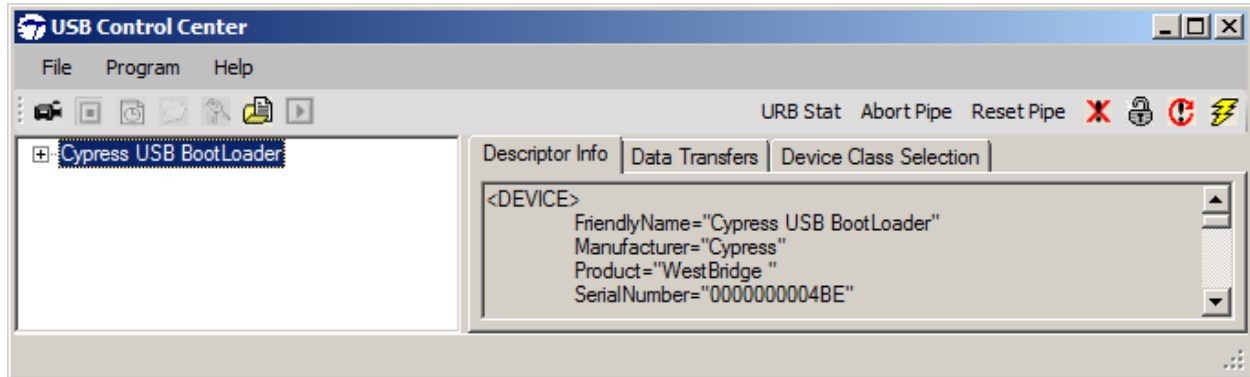 USB Control Center
File Program Help
URB Stat Abort Pipe Reset Pipe
Cypress USB BootLoader
Descriptor Info Data Transfers Device Class Selection
<DEVICE>
FriendlyName="Cypress USB BootLoader"
Manufacturer="Cypress"
Product="WestBridge "
SerialNumber="0000000004BE"